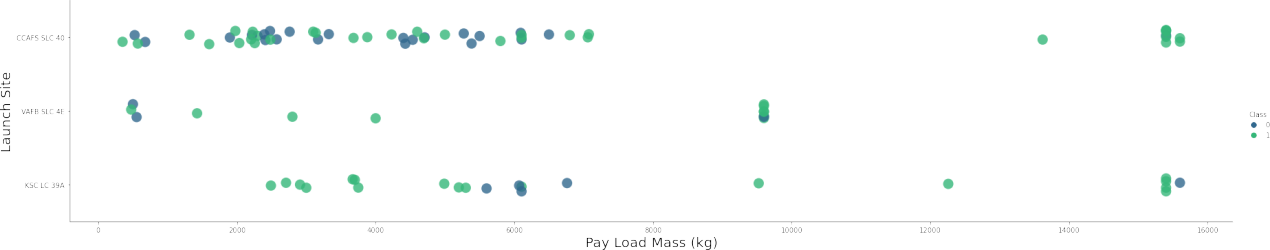 Launch Site
CCAFS SLC 40
VAFB SLC 4E
KSC LC 39A
0 2000 4000 6000 8000 10000 12000 14000 16000
Pay Load Mass (kg)
Class
0
1